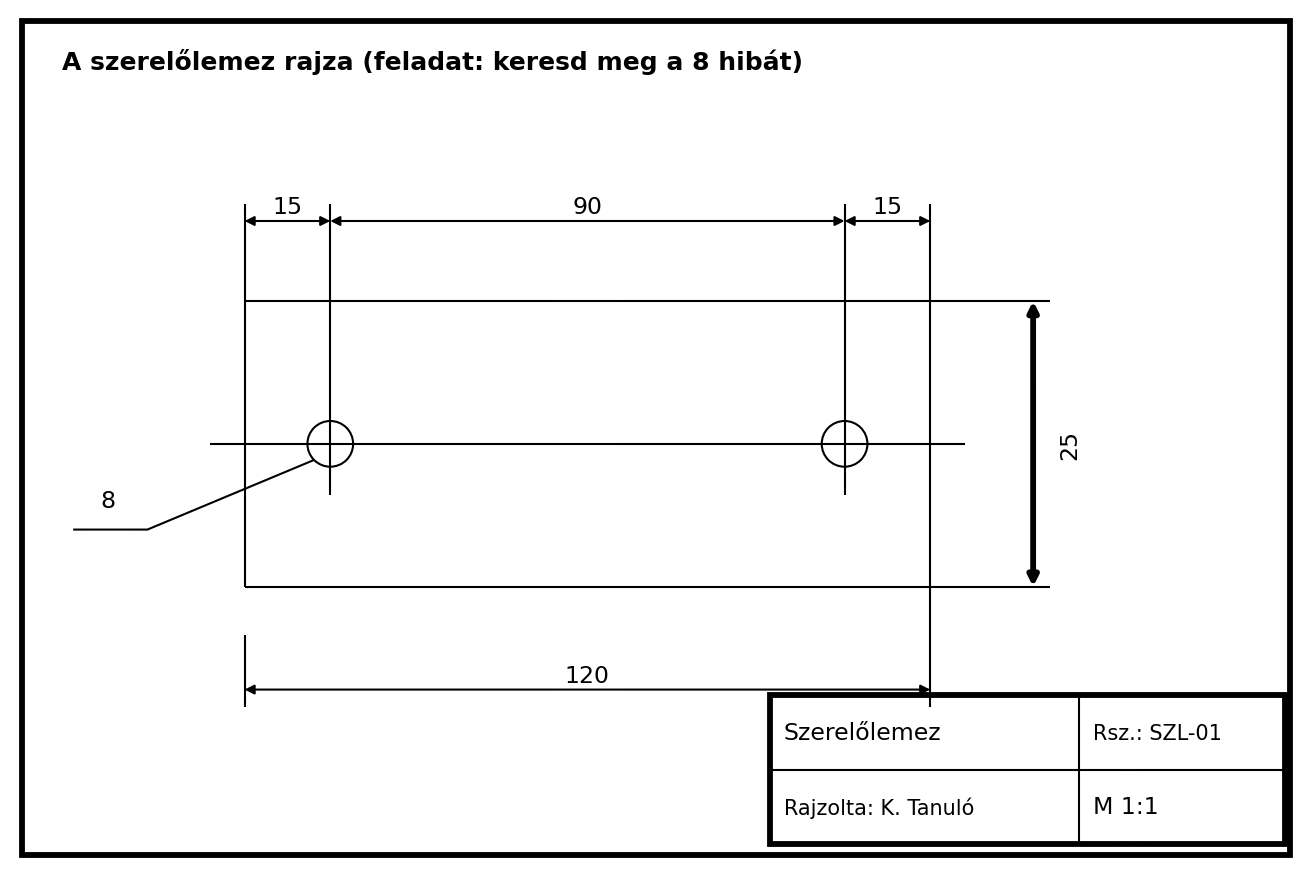 A szerelőlemez rajza (feladat: keresd meg a 8 hibát)
15
90
15
25
8
120
Szerelőlemez
Rsz.: SZL-01
Rajzolta: K. Tanuló
M 1:1